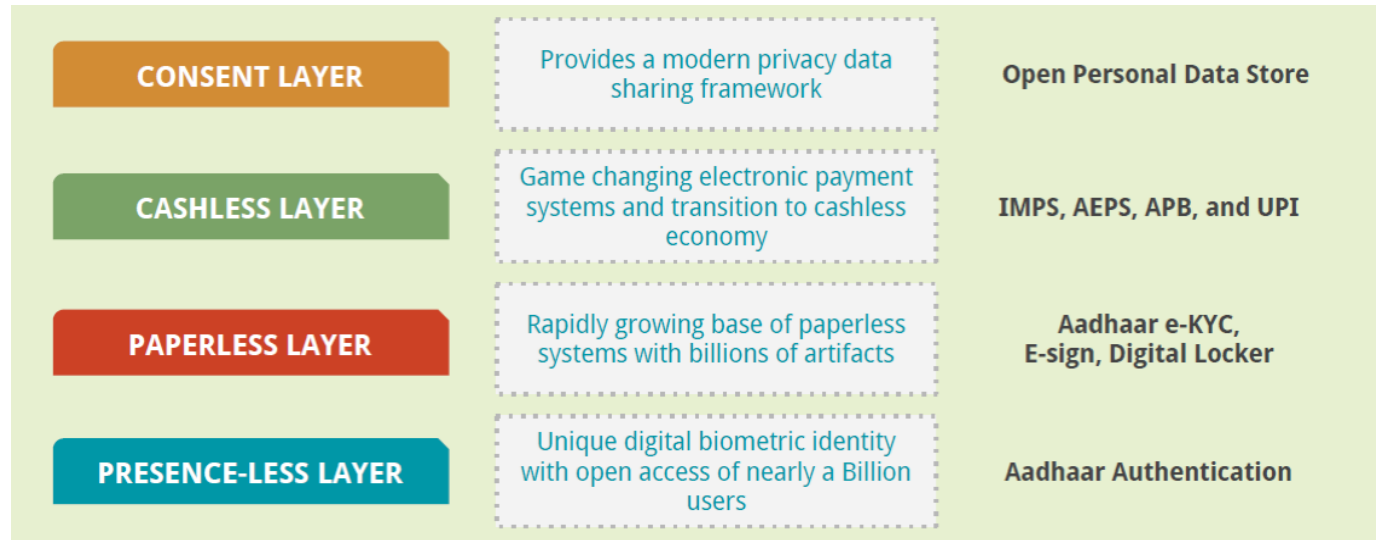 CONSENT LAYER
Provides a modern privacy data
sharing framework
Open Personal Data Store
CASHLESS LAYER
Game changing electronic payment
systems and transition to cashless
economy
IMPS, AEPS, APB, and UPI
PAPERLESS LAYER
Rapidly growing base of paperless
systems with billions of artifacts
Aadhaar e-KYC,
E-sign, Digital Locker
PRESENCE-LESS LAYER
Unique digital biometric identity
with open access of nearly a Billion
users
Aadhaar Authentication